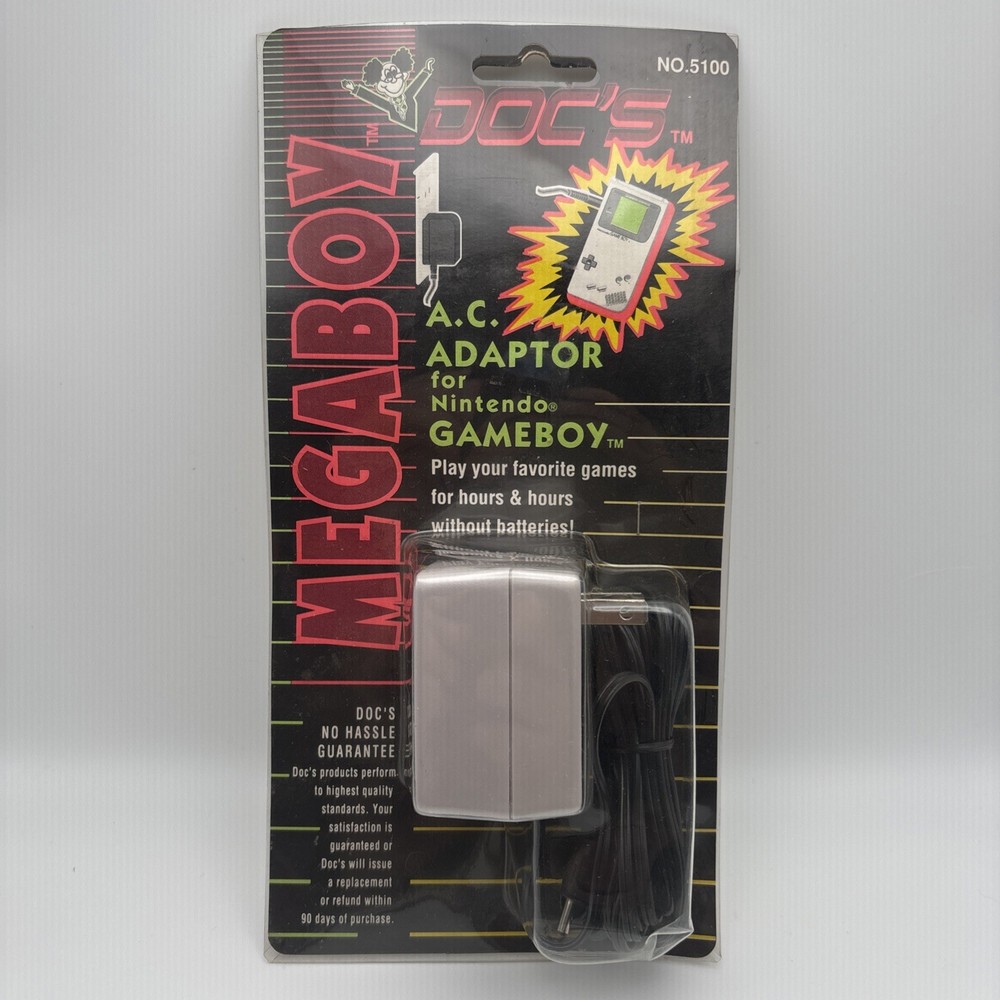 NO.5100
DOC'S™
MEGABOY™
A.C.
ADAPTOR
for
Nintendo®
GAMEBOY™
Play your favorite games
for hours & hours
without batteries!
DOC'S
NO HASSLE
GUARANTEE
Doc's products perform
to highest quality
standards. Your
satisfaction is
guaranteed or
Doc's will issue
a replacement
or refund within
90 days of purchase.